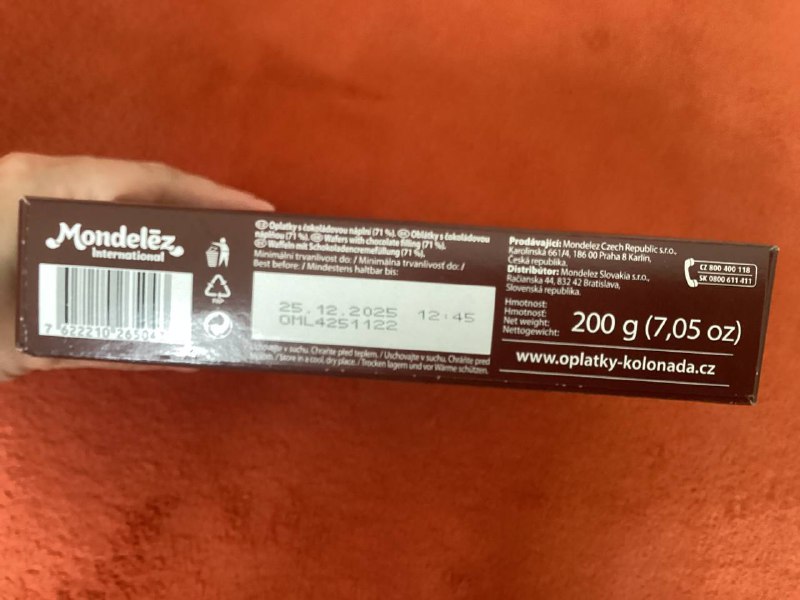 Mondelēz
International
PAP
CZ Oplatky s čokoládovou náplní (71 %). SK Oblátky s čokoládovou
náplňou (71 %). Wafers with chocolate filling (71 %).
Waffeln mit Schokoladencremefüllung (71 %).
Minimální trvanlivost do: / Minimálna trvanlivosť do: /
Best before: / Mindestens haltbar bis:
25.12.2025 12:45
OML4251122
Uchovejte v suchu. Chraňte před teplem. / Uchovajte v suchu. Chráňte pred
teplom. / Store in a cool, dry place. / Trocken lagern und vor Wärme schützen.
Prodávající: Mondelez Czech Republic s.r.o.,
Karolinská 661/4, 186 00 Praha 8 Karlín,
Česká republika.
Distribútor: Mondelez Slovakia s.r.o.,
Račianska 44, 832 42 Bratislava,
Slovenská republika.
CZ 800 400 118
SK 0800 611 411
Hmotnost:
Hmotnosť:
Net weight:
Nettogewicht:
200 g (7,05 oz)
www.oplatky-kolonada.cz